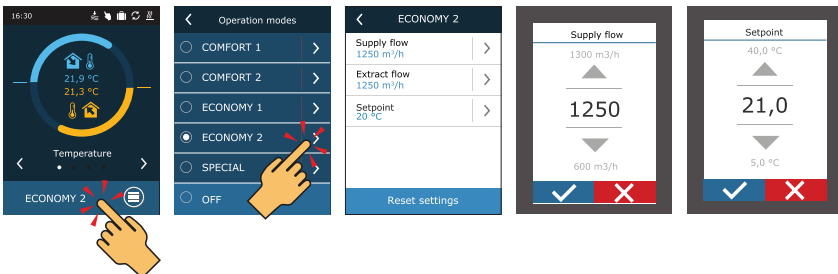 16:30
21,9 °C
21,3 °C
Temperature
ECONOMY 2
Operation modes
COMFORT 1
COMFORT 2
ECONOMY 1
ECONOMY 2
SPECIAL
OFF
ECONOMY 2
Supply flow
1250 m³/h
Extract flow
1250 m³/h
Setpoint
20 °C
Reset settings
Supply flow
1300 m3/h
1250
600 m3/h
Setpoint
40,0 °C
21,0
5,0 °C